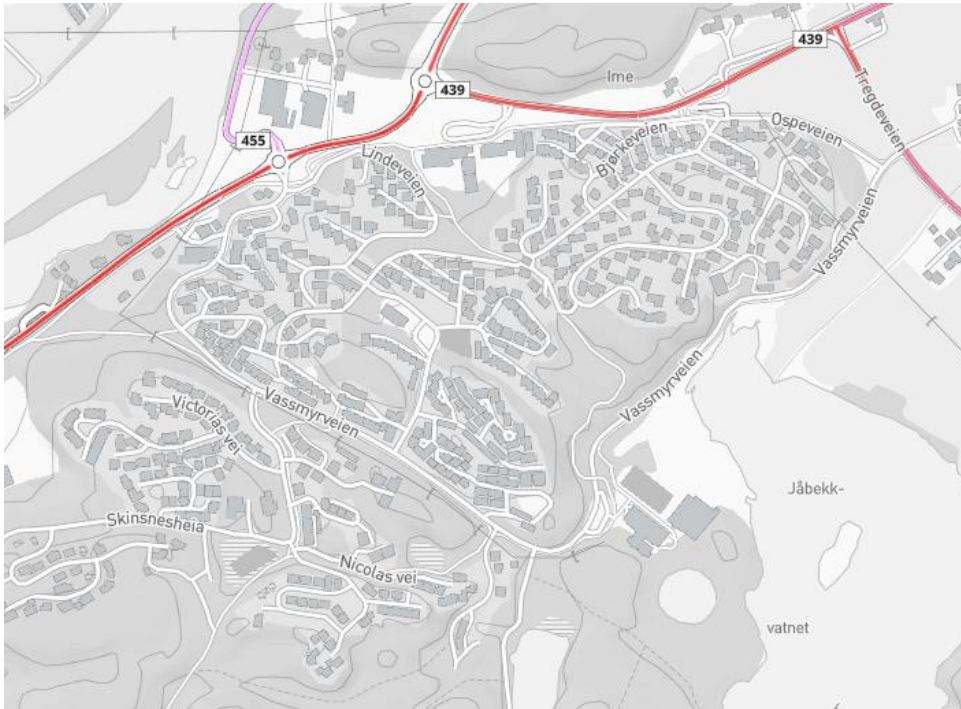 439
Ime
439
Tregdeveien
455
Lindeveien
Bjørkeveien
Ospeveien
Vassmyrveien
Vassmyrveien
Vassmyrveien
Victorias vei
Skinsnesheia
Nicolas vei
Jåbekk-
vatnet